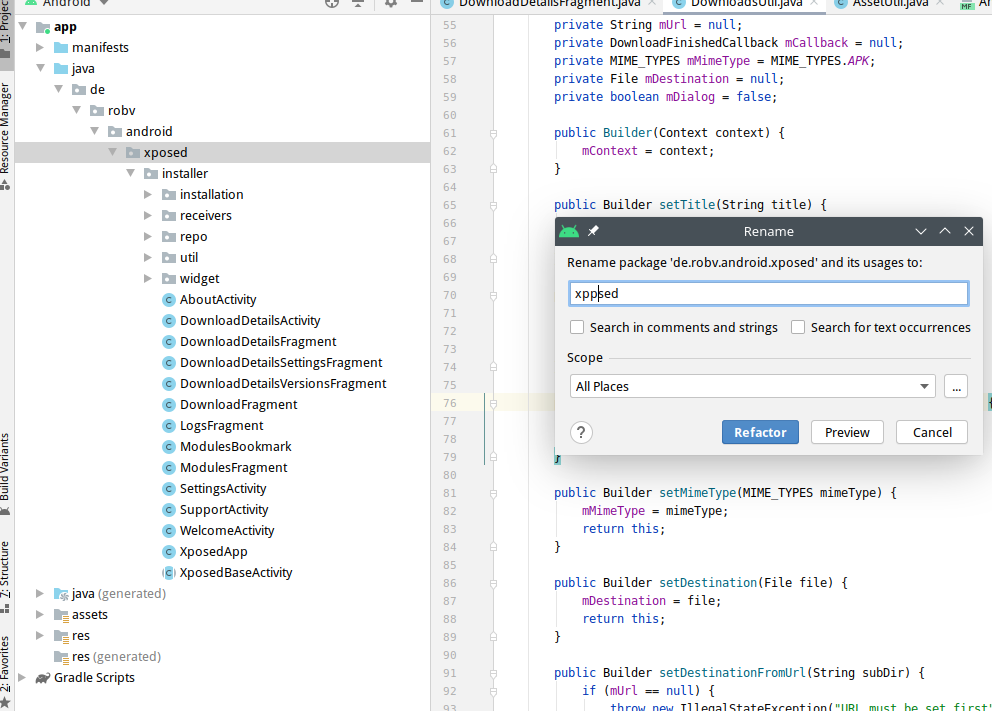 Android
DownloadDetailsFragment.java
DownloadsUtil.java
AssetUtil.java
1: Project
Resource Manager
Build Variants
7: Structure
2: Favorites
app
manifests
java
de
robv
android
xposed
installer
installation
receivers
repo
util
widget
AboutActivity
DownloadDetailsActivity
DownloadDetailsFragment
DownloadDetailsSettingsFragment
DownloadDetailsVersionsFragment
DownloadFragment
LogsFragment
ModulesBookmark
ModulesFragment
SettingsActivity
SupportActivity
WelcomeActivity
XposedApp
XposedBaseActivity
java (generated)
assets
res
res (generated)
Gradle Scripts
55 private String mUrl = null;
56 private DownloadFinishedCallback mCallback = null;
57 private MIME_TYPES mMimeType = MIME_TYPES.APK;
58 private File mDestination = null;
59 private boolean mDialog = false;
60
61 public Builder(Context context) {
62 mContext = context;
63 }
64
65 public Builder setTitle(String title) {
66
67
68
69
70
71
72
73
74
75
76 {
77
78
79 }
80
81 public Builder setMimeType(MIME_TYPES mimeType) {
82 mMimeType = mimeType;
83 return this;
84 }
85
86 public Builder setDestination(File file) {
87 mDestination = file;
88 return this;
89 }
90
91 public Builder setDestinationFromUrl(String subDir) {
92 if (mUrl == null) {
93 throw new IllegalStateException("URL must be set first"
Rename
Rename package 'de.robv.android.xposed' and its usages to:
xppsed
Search in comments and strings
Search for text occurrences
Scope
All Places
...
?
Refactor
Preview
Cancel